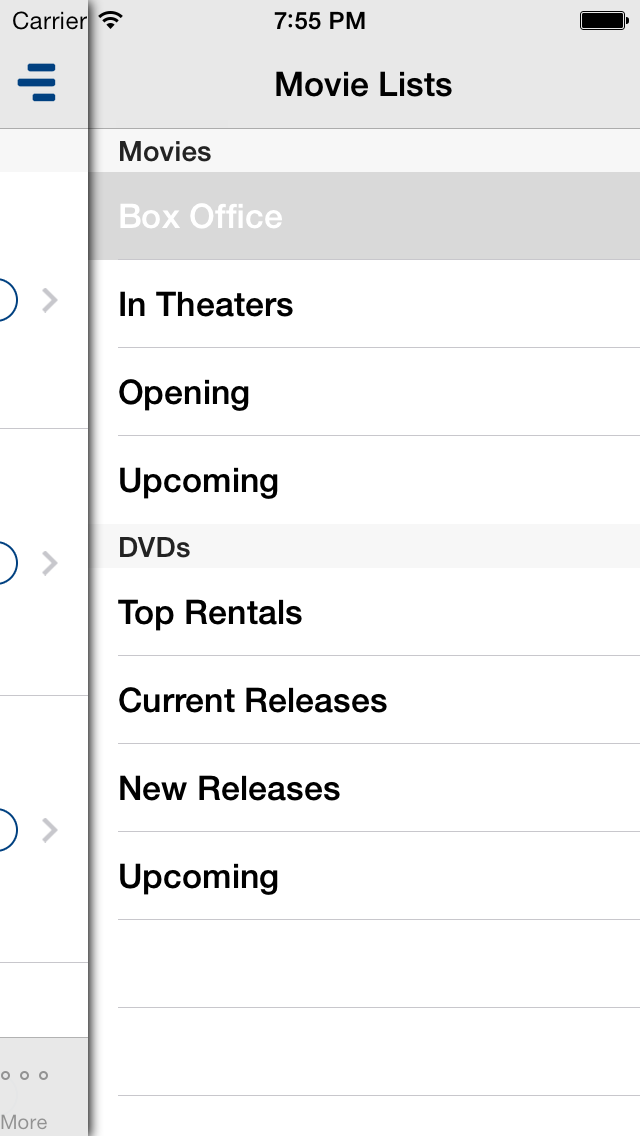 Carrier 7:55 PM
Movie Lists
Movies
Box Office
In Theaters
Opening
Upcoming
DVDs
Top Rentals
Current Releases
New Releases
Upcoming
More